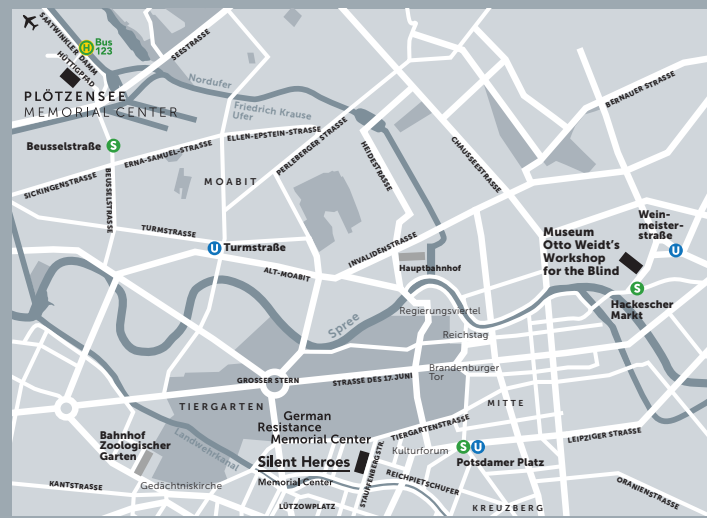 SAATWINKLER DAMM
H
Bus
123
HÜTTIGPFAD
SEESTRASSE
PLÖTZENSEE
MEMORIAL CENTER
Nordufer
Friedrich Krause
Ufer
BERNAUER STRASSE
Beusselstraße S
ERNA-SAMUEL-STRASSE
ELLEN-EPSTEIN-STRASSE
PERLEBERGER STRASSE
HEIDESTRASSE
CHAUSSEESTRASSE
SICKINGENSTRASSE
BEUSSELSTRASSE
MOABIT
TURMSTRASSE
U Turmstraße
ALT-MOABIT
INVALIDENSTRASSE
Hauptbahnhof
Museum
Otto Weidt's
Workshop
for the Blind
Wein-
meister-
straße
U
S
Hackescher
Markt
Spree
Regierungsviertel
Reichstag
Brandenburger
Tor
GROSSER STERN
STRASSE DES 17. JUNI
TIERGARTEN
MITTE
German
Resistance
Memorial Center
TIERGARTENSTRASSE
LEIPZIGER STRASSE
Bahnhof
Zoologischer
Garten
Landwehrkanal
Silent Heroes
Memorial Center
STAUFFENBERGSTR.
Kulturforum
S U
Potsdamer Platz
REICHPIETSCHUFER
KANTSTRASSE
Gedächtniskirche
LÜTZOWPLATZ
KREUZBERG
ORANIENSTRASSE